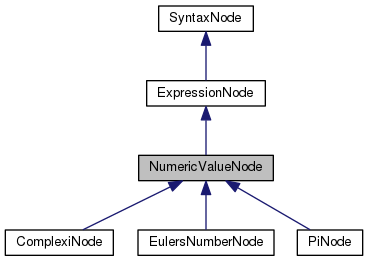 SyntaxNode
ExpressionNode
NumericValueNode
ComplexiNode
EulersNumberNode
PiNode